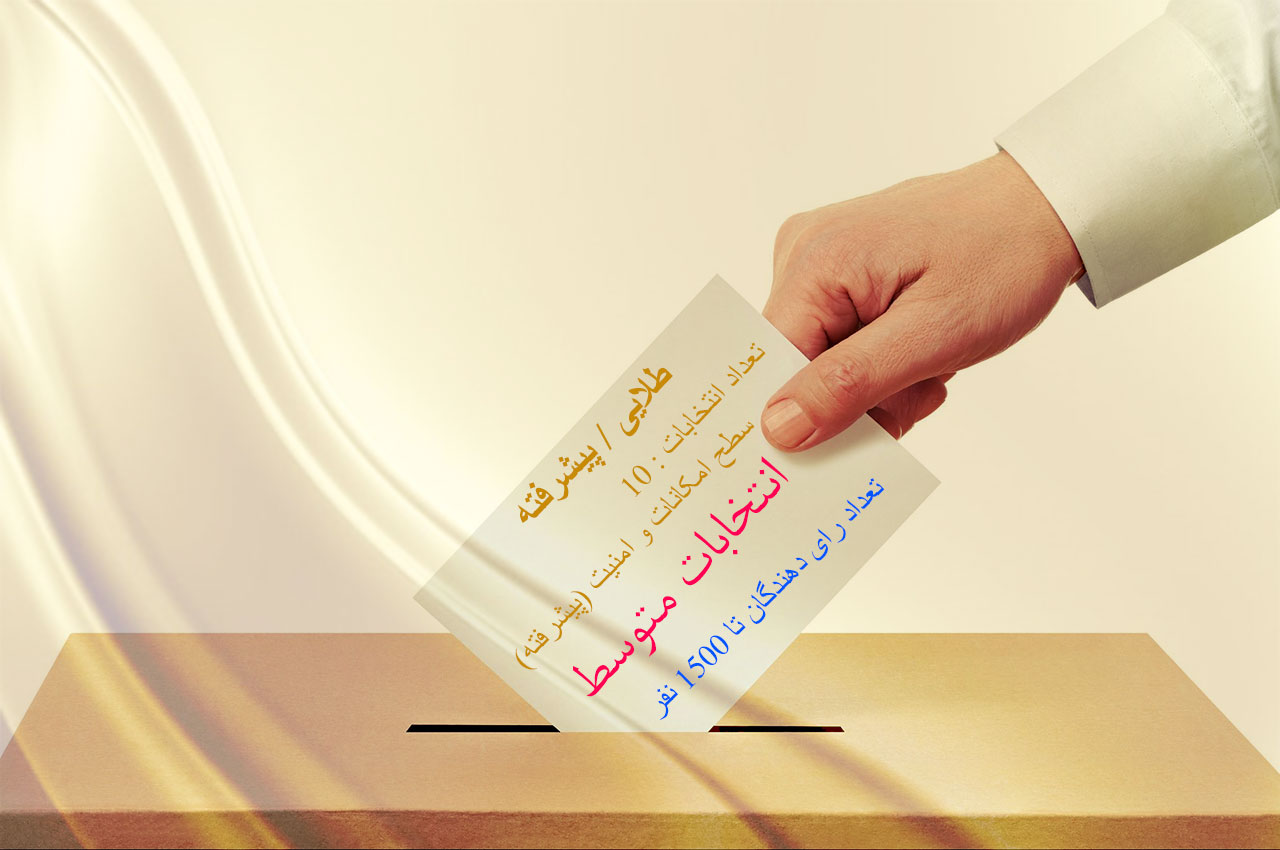 طلایی / پیشرفته
تعداد انتخابات : 10
سطح امکانات و امنیت (پیشرفته)
انتخابات متوسط
تعداد رای دهندگان تا 1500 نفر